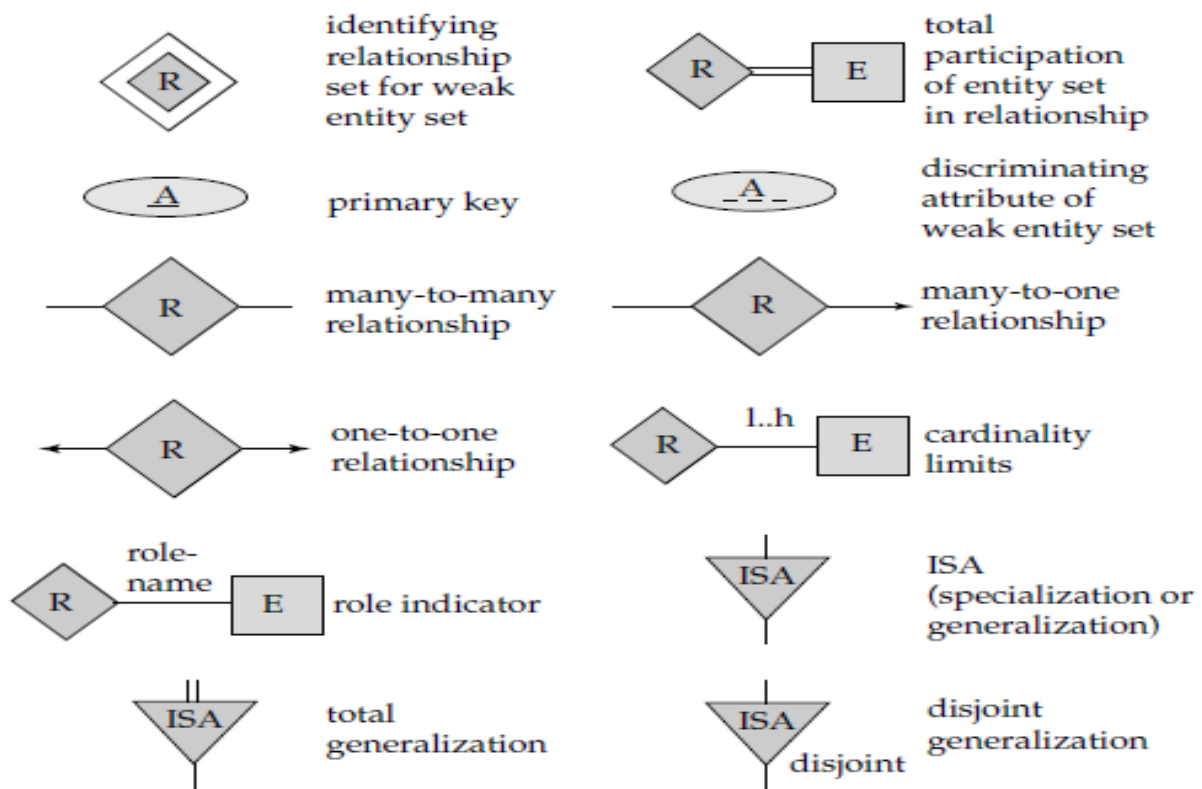 R
identifying
relationship
set for weak
entity set
R
E
total
participation
of entity set
in relationship
A
primary key
A
discriminating
attribute of
weak entity set
R
many-to-many
relationship
R
many-to-one
relationship
R
one-to-one
relationship
R
l..h
E
cardinality
limits
R
role-
name
E
role indicator
ISA
ISA
(specialization or
generalization)
ISA
total
generalization
ISA
disjoint
disjoint
generalization